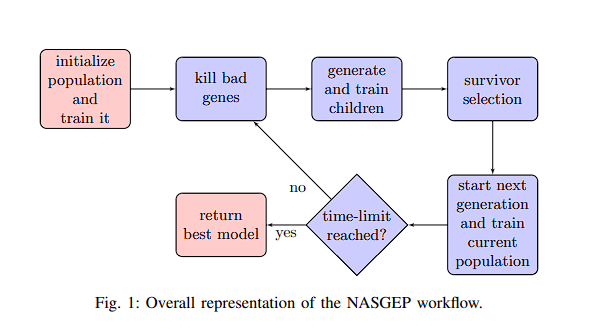 initialize
population
and
train it
kill bad
genes
generate
and train
children
survivor
selection
start next
generation
and train
current
population
time-limit
reached?
no
yes
return
best model
Fig. 1: Overall representation of the NASGEP workflow.